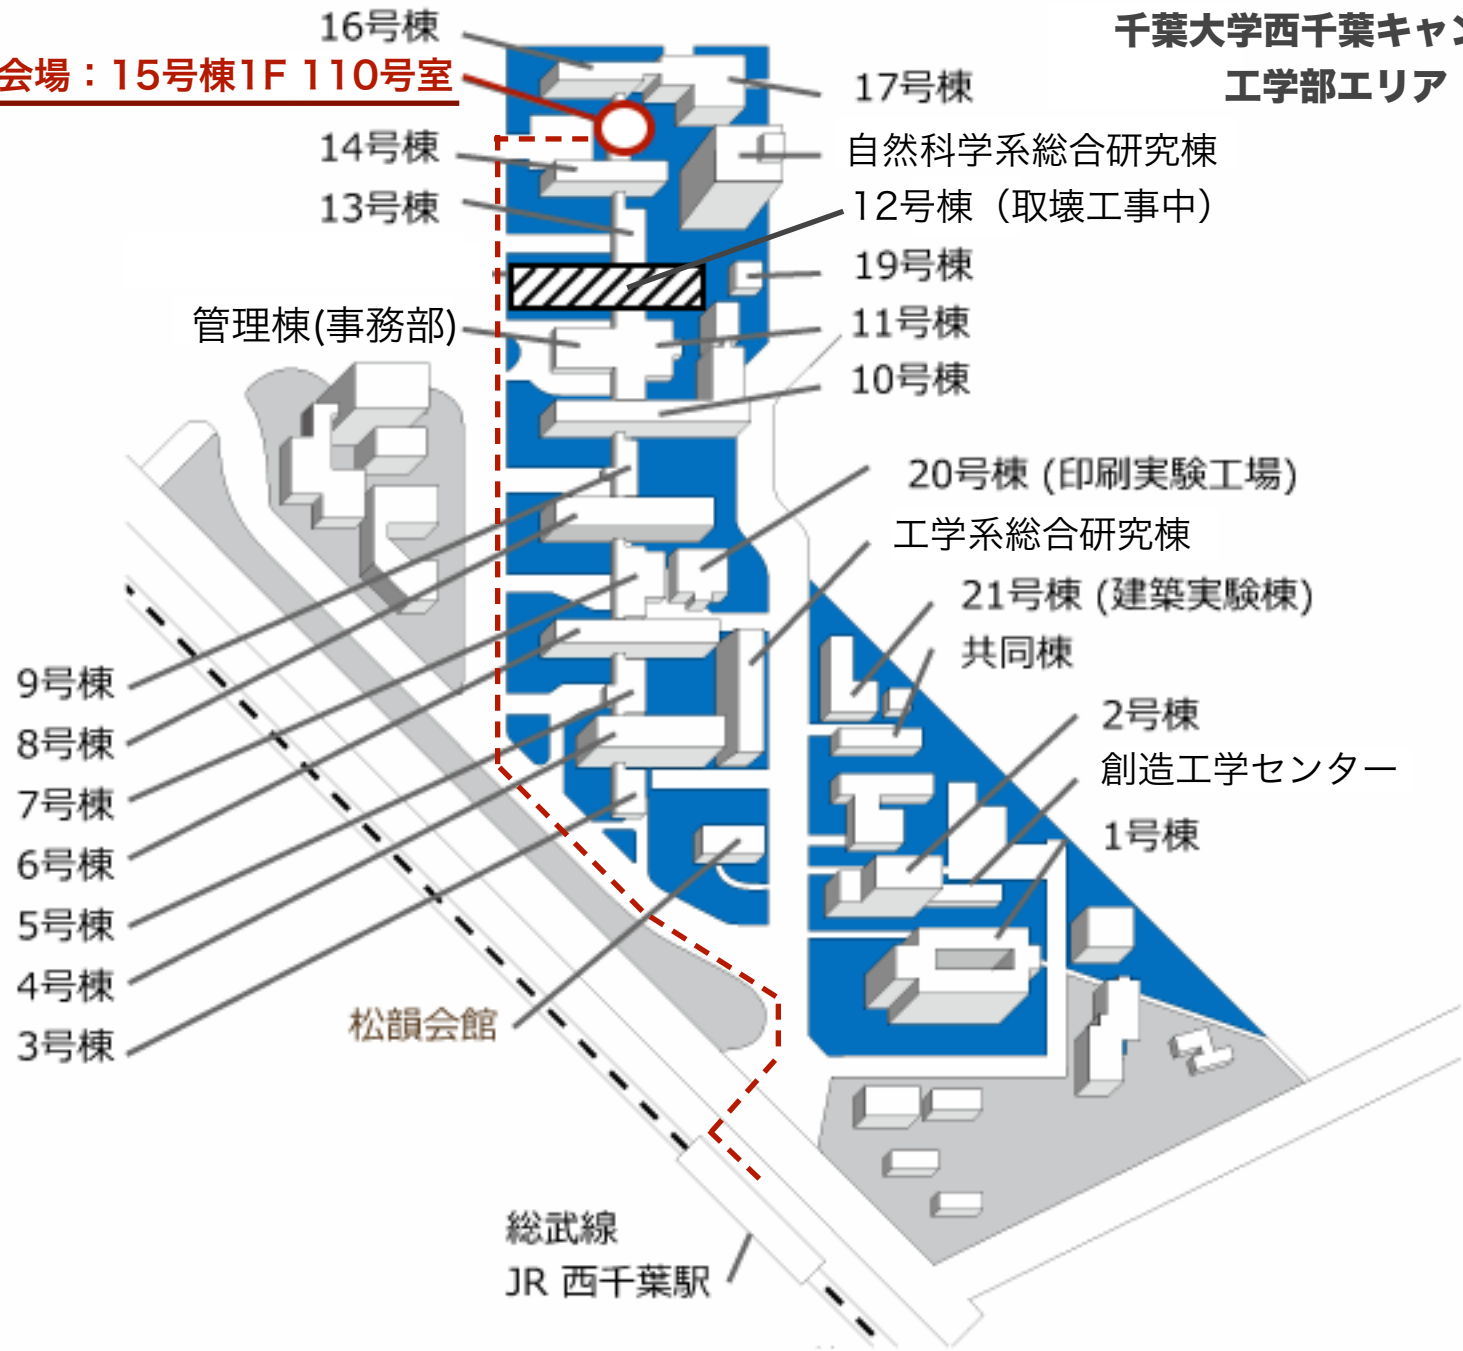 千葉大学西千葉キャン
工学部エリア
16号棟
会場：15号棟1F 110号室
17号棟
14号棟
自然科学系総合研究棟
13号棟
12号棟（取壊工事中）
19号棟
管理棟(事務部)
11号棟
10号棟
20号棟 (印刷実験工場)
工学系総合研究棟
21号棟 (建築実験棟)
共同棟
9号棟
2号棟
8号棟
創造工学センター
7号棟
1号棟
6号棟
5号棟
4号棟
松韻会館
3号棟
総武線
JR 西千葉駅